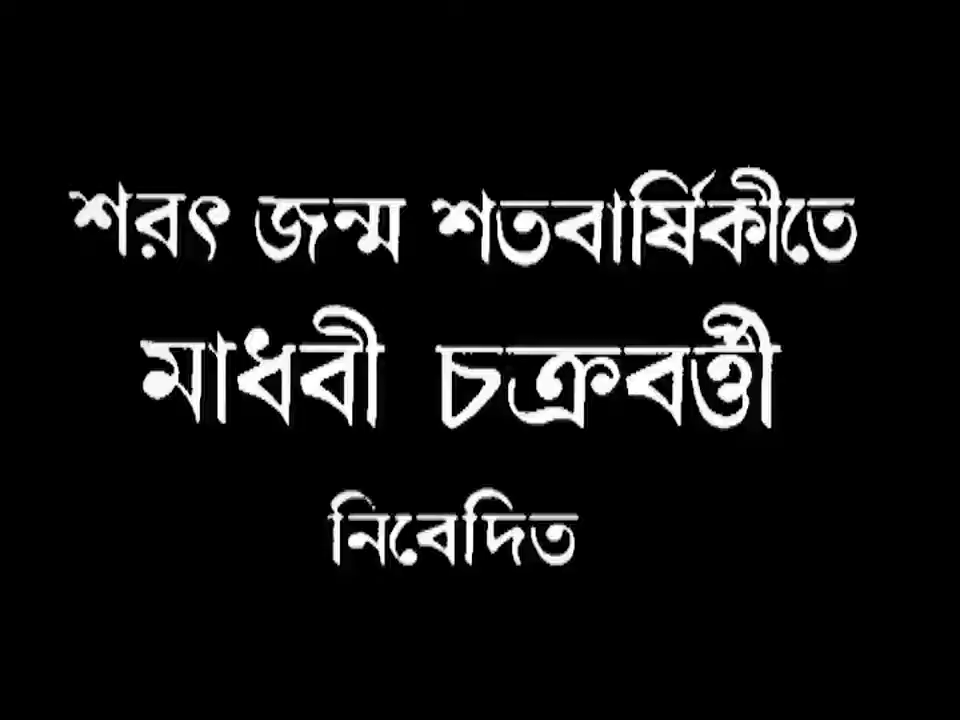 শরৎ জন্ম শতবার্ষিকীতে
মাধবী চক্রবর্ত্তী
নিবেদিত